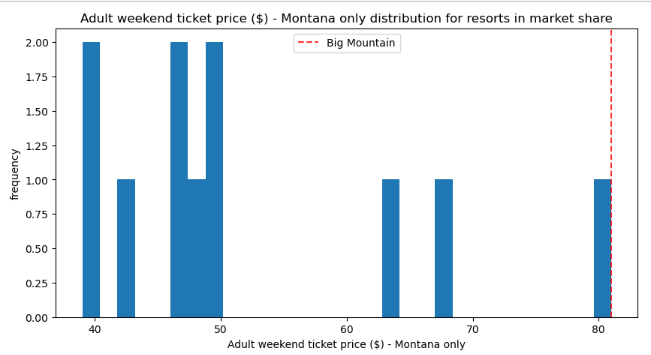 Adult weekend ticket price ($) - Montana only distribution for resorts in market share
Big Mountain
2.00
1.75
1.50
1.25
1.00
0.75
0.50
0.25
0.00
frequency
40 50 60 70 80
Adult weekend ticket price ($) - Montana only